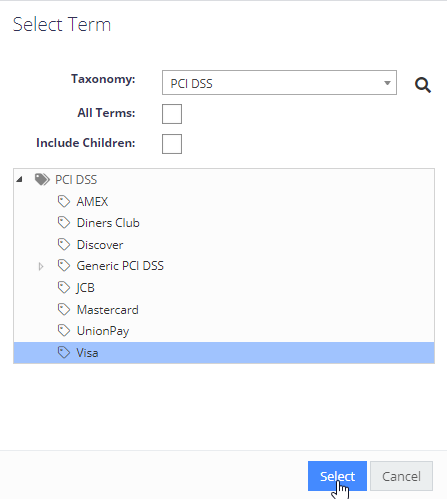 Select Term
Taxonomy: PCI DSS
All Terms:
Include Children:
PCI DSS
AMEX
Diners Club
Discover
Generic PCI DSS
JCB
Mastercard
UnionPay
Visa
Select Cancel